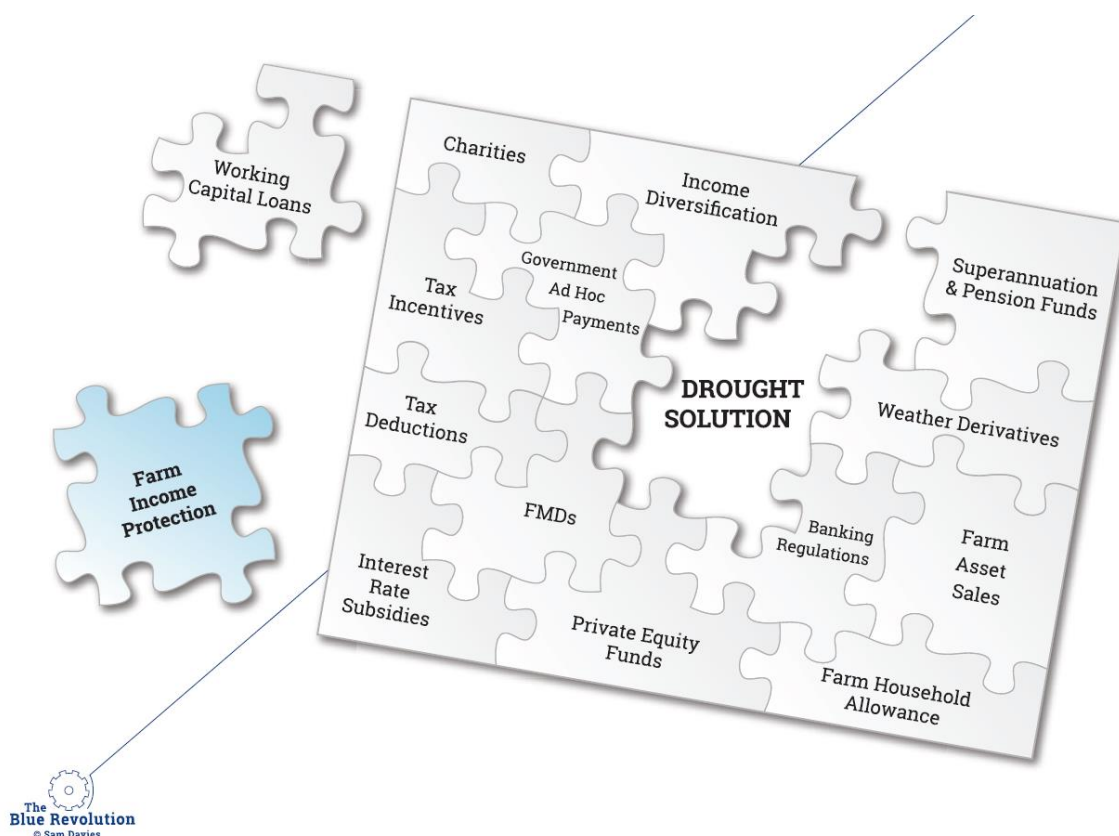 Working
Capital Loans
Charities
Income
Diversification
Superannuation
& Pension Funds
Government
Ad Hoc
Payments
Tax
Incentives
DROUGHT
SOLUTION
Weather Derivatives
Tax
Deductions
Farm
Income
Protection
FMDs
Banking
Regulations
Farm
Asset
Sales
Interest
Rate
Subsidies
Private Equity
Funds
Farm Household
Allowance
The
Blue Revolution
© Sam Davies